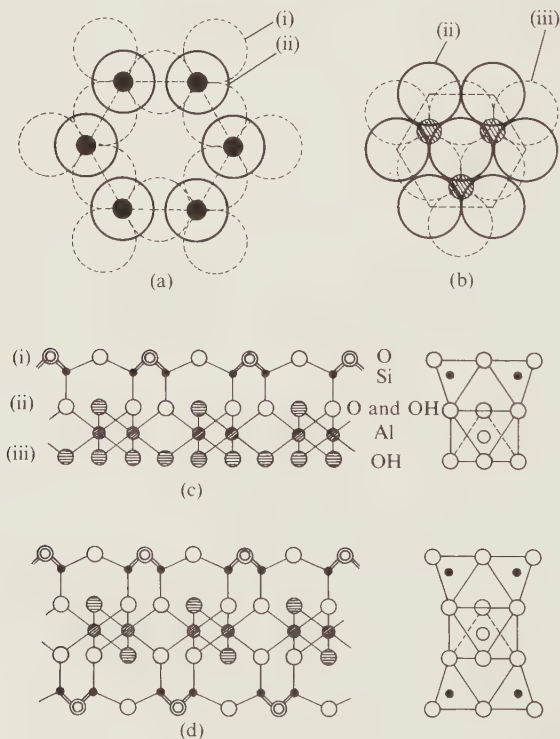 (i)
(ii)
(ii)
(iii)
(a)
(b)
(i)
O
Si
(ii)
O and OH
Al
(iii)
OH
(c)
(d)